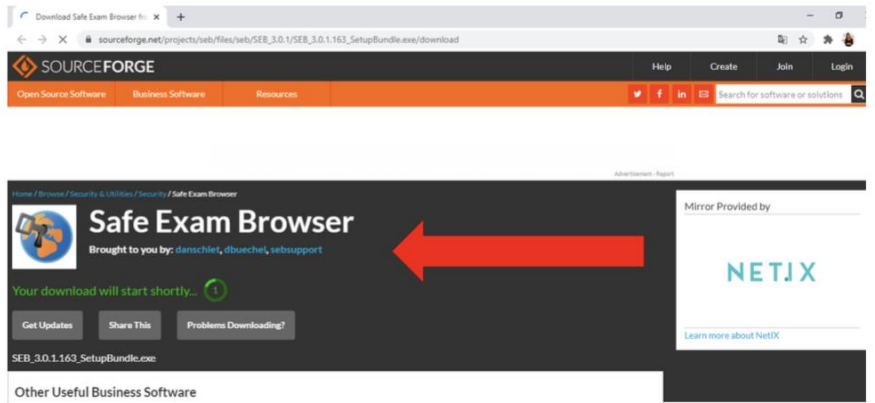 Download Safe Exam Browser fro
sourceforge.net/projects/seb/files/seb/SEB_3.0.1/SEB_3.0.1.163_SetupBundle.exe/download
SOURCEFORGE
Help Create Join Login
Open Source Software Business Software Resources
Search for software or solutions
Advertisement - Report
Home / Browse / Security & Utilities / Security / Safe Exam Browser
Safe Exam Browser
Brought to you by: danschlet, dbuechel, sebsupport
Your download will start shortly... 1
Get Updates Share This Problems Downloading?
SEB_3.0.1.163_SetupBundle.exe
Mirror Provided by
NETIX
Learn more about NetIX
Other Useful Business Software